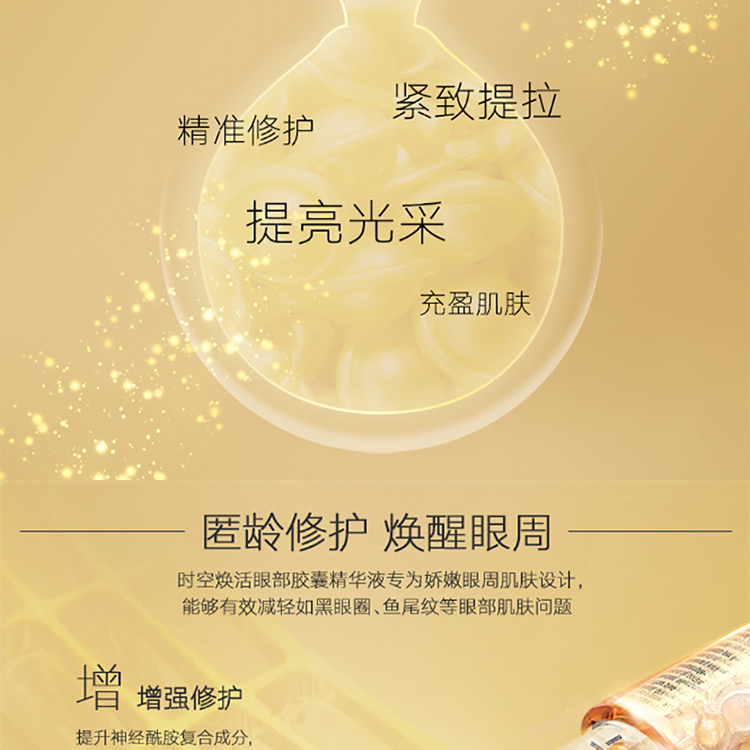 紧致提拉
精准修护
提亮光采
充盈肌肤
匿龄修护 焕醒眼周
时空焕活眼部胶囊精华液专为娇嫩眼周肌肤设计，
能够有效减轻如黑眼圈、鱼尾纹等眼部肌肤问题
增 增强修护
提升神经酰胺复合成分，